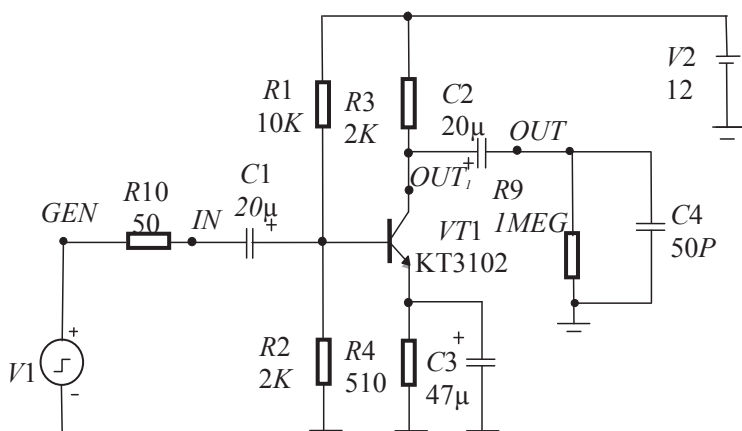 R1
10K
R3
2K
C2
20µ
OUT
V2
12
OUT₁
R9
1MEG
C4
50P
GEN
R10
50
IN
C1
20µ
VT1
KT3102
V1
R2
2K
R4
510
C3
47µ